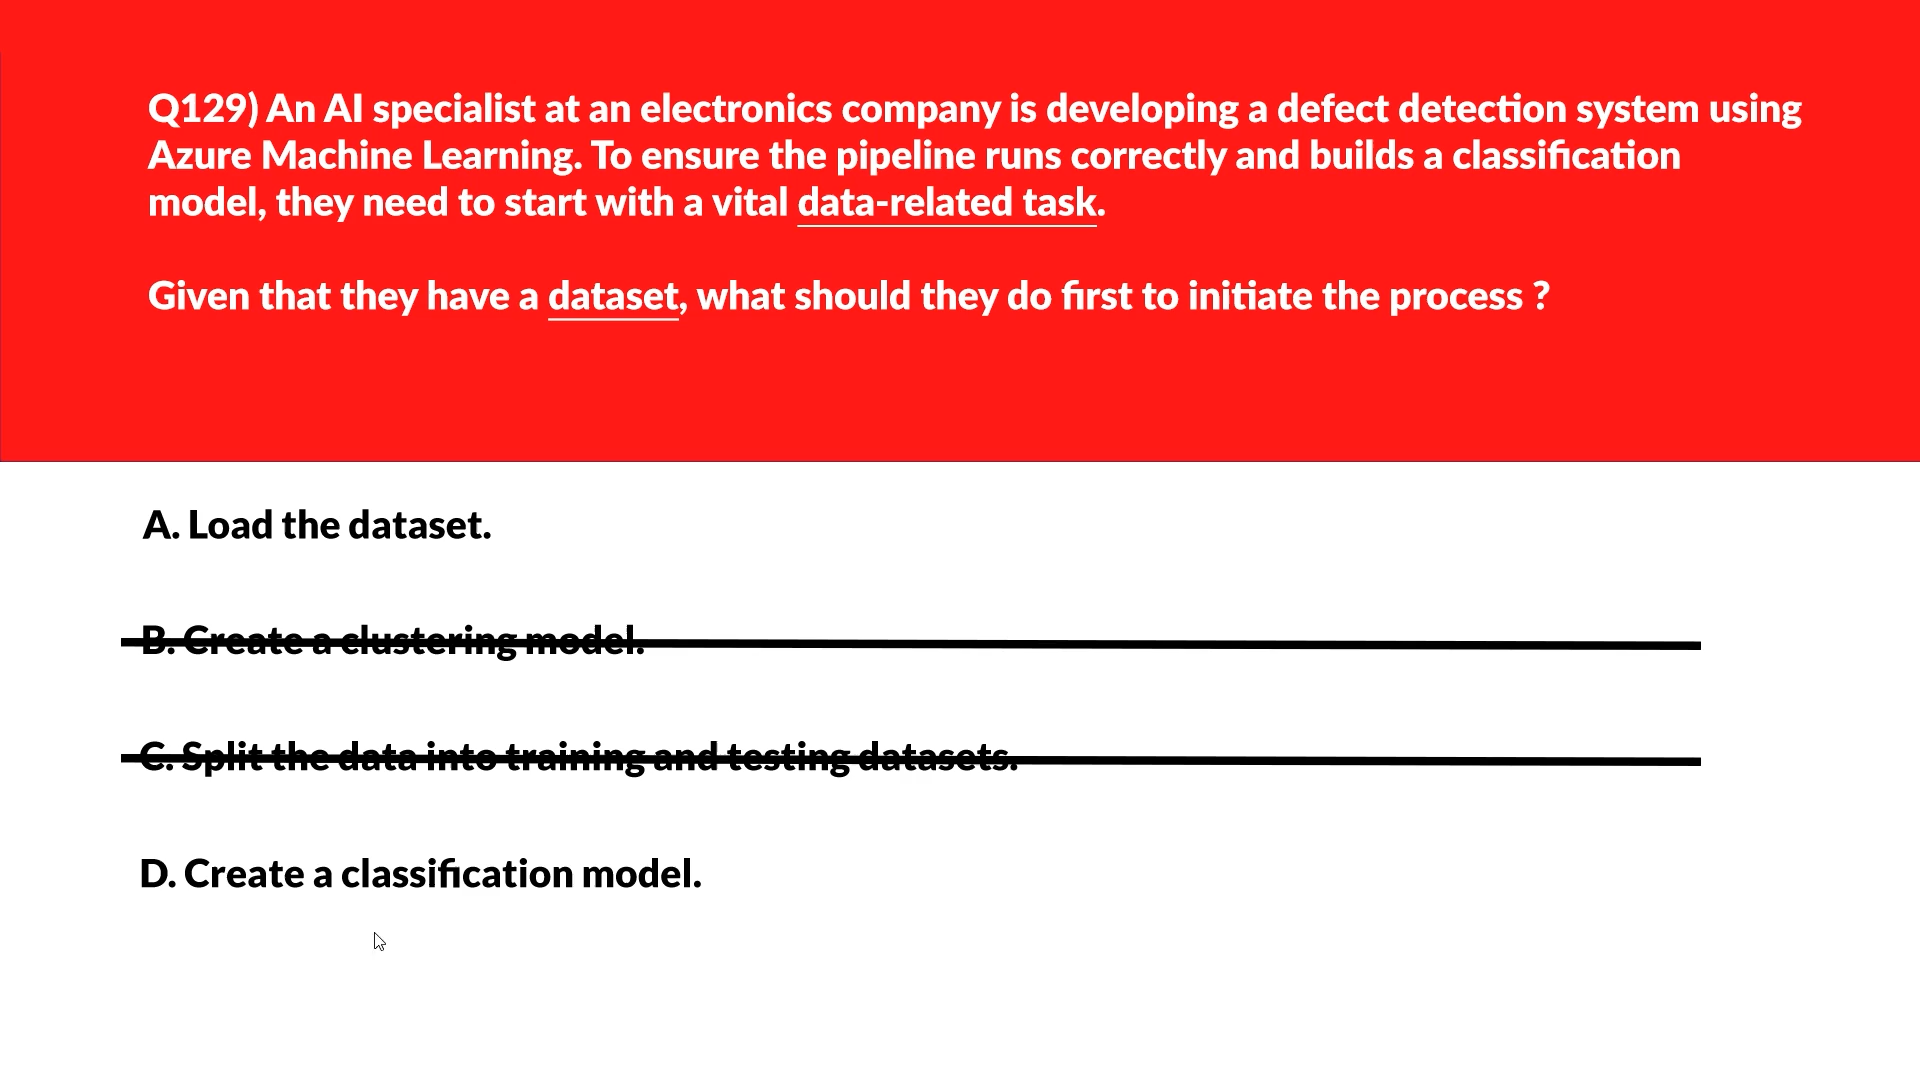 Q129) An AI specialist at an electronics company is developing a defect detection system using
Azure Machine Learning. To ensure the pipeline runs correctly and builds a classification
model, they need to start with a vital data-related task.
Given that they have a dataset, what should they do first to initiate the process ?
A. Load the dataset.
B. Create a clustering model.
C. Split the data into training and testing datasets.
D. Create a classification model.